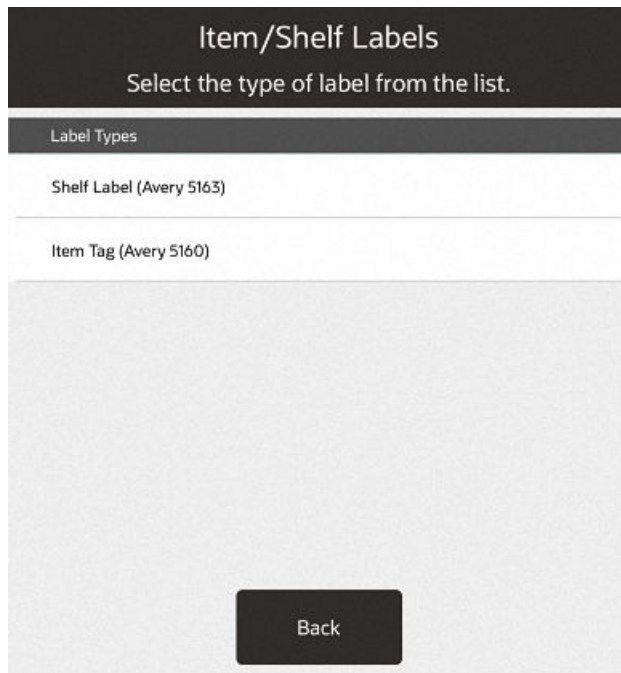 Item/Shelf Labels
Select the type of label from the list.
Label Types
Shelf Label (Avery 5163)
Item Tag (Avery 5160)
Back